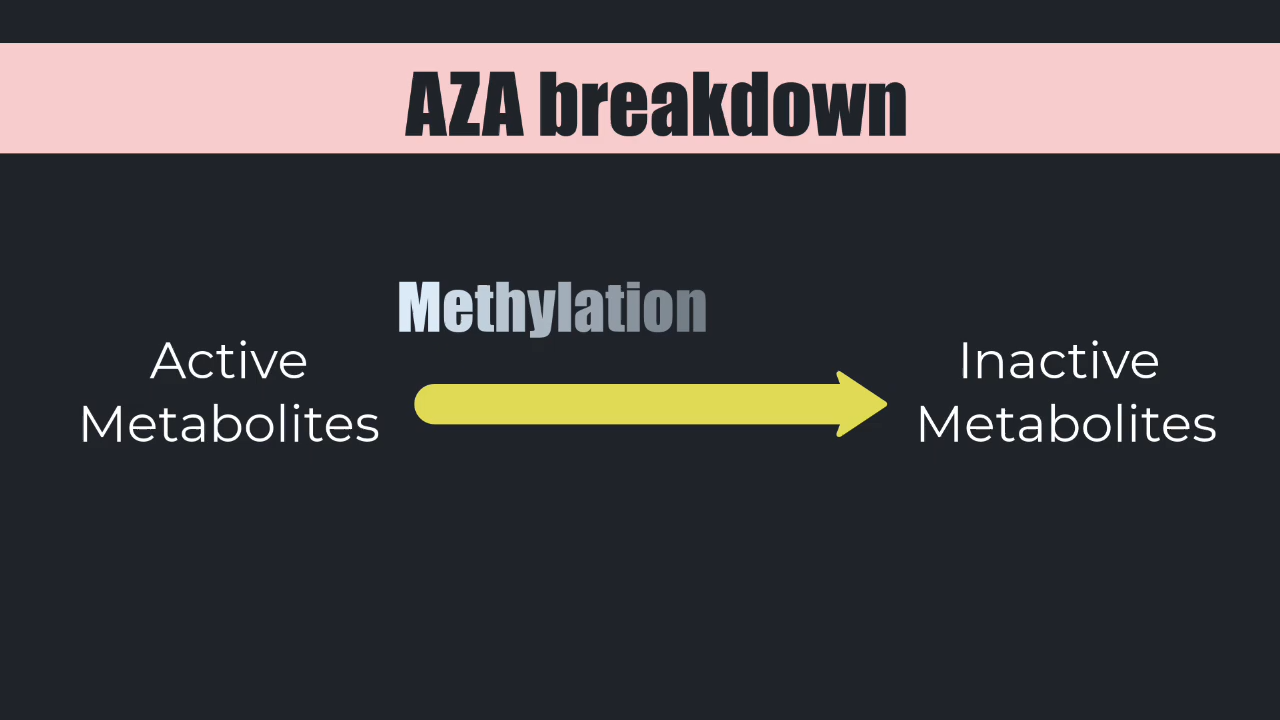 AZA breakdown
Methylation
Active
Metabolites
Inactive
Metabolites